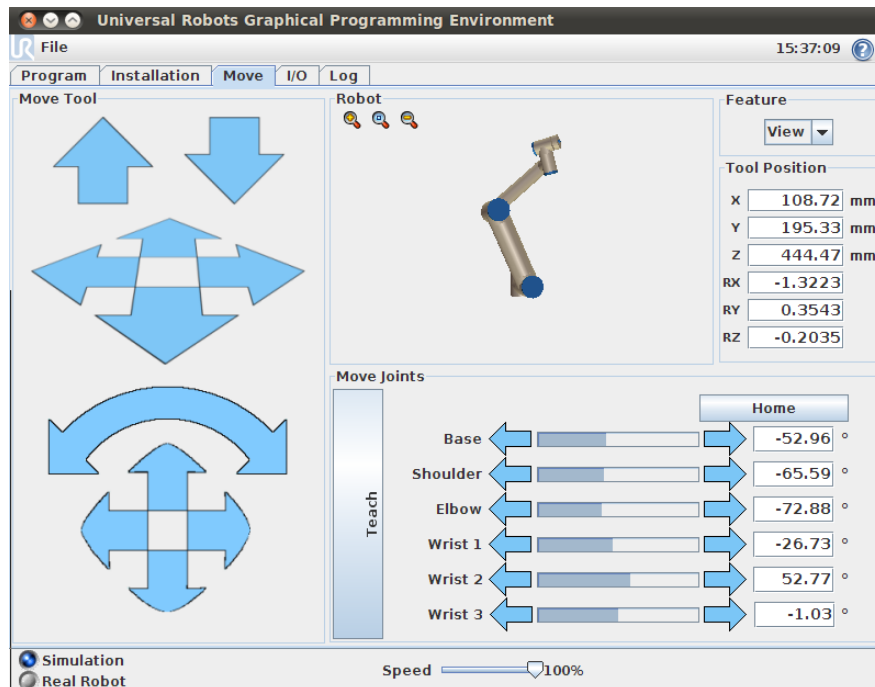 Universal Robots Graphical Programming Environment
UR File 15:37:09 ?
Program Installation Move I/O Log
Move Tool
Robot
Feature
View
Tool Position
X 108.72 mm
Y 195.33 mm
Z 444.47 mm
RX -1.3223
RY 0.3543
RZ -0.2035
Move Joints
Teach
Home
Base -52.96 °
Shoulder -65.59 °
Elbow -72.88 °
Wrist 1 -26.73 °
Wrist 2 52.77 °
Wrist 3 -1.03 °
Simulation
Real Robot
Speed 100%